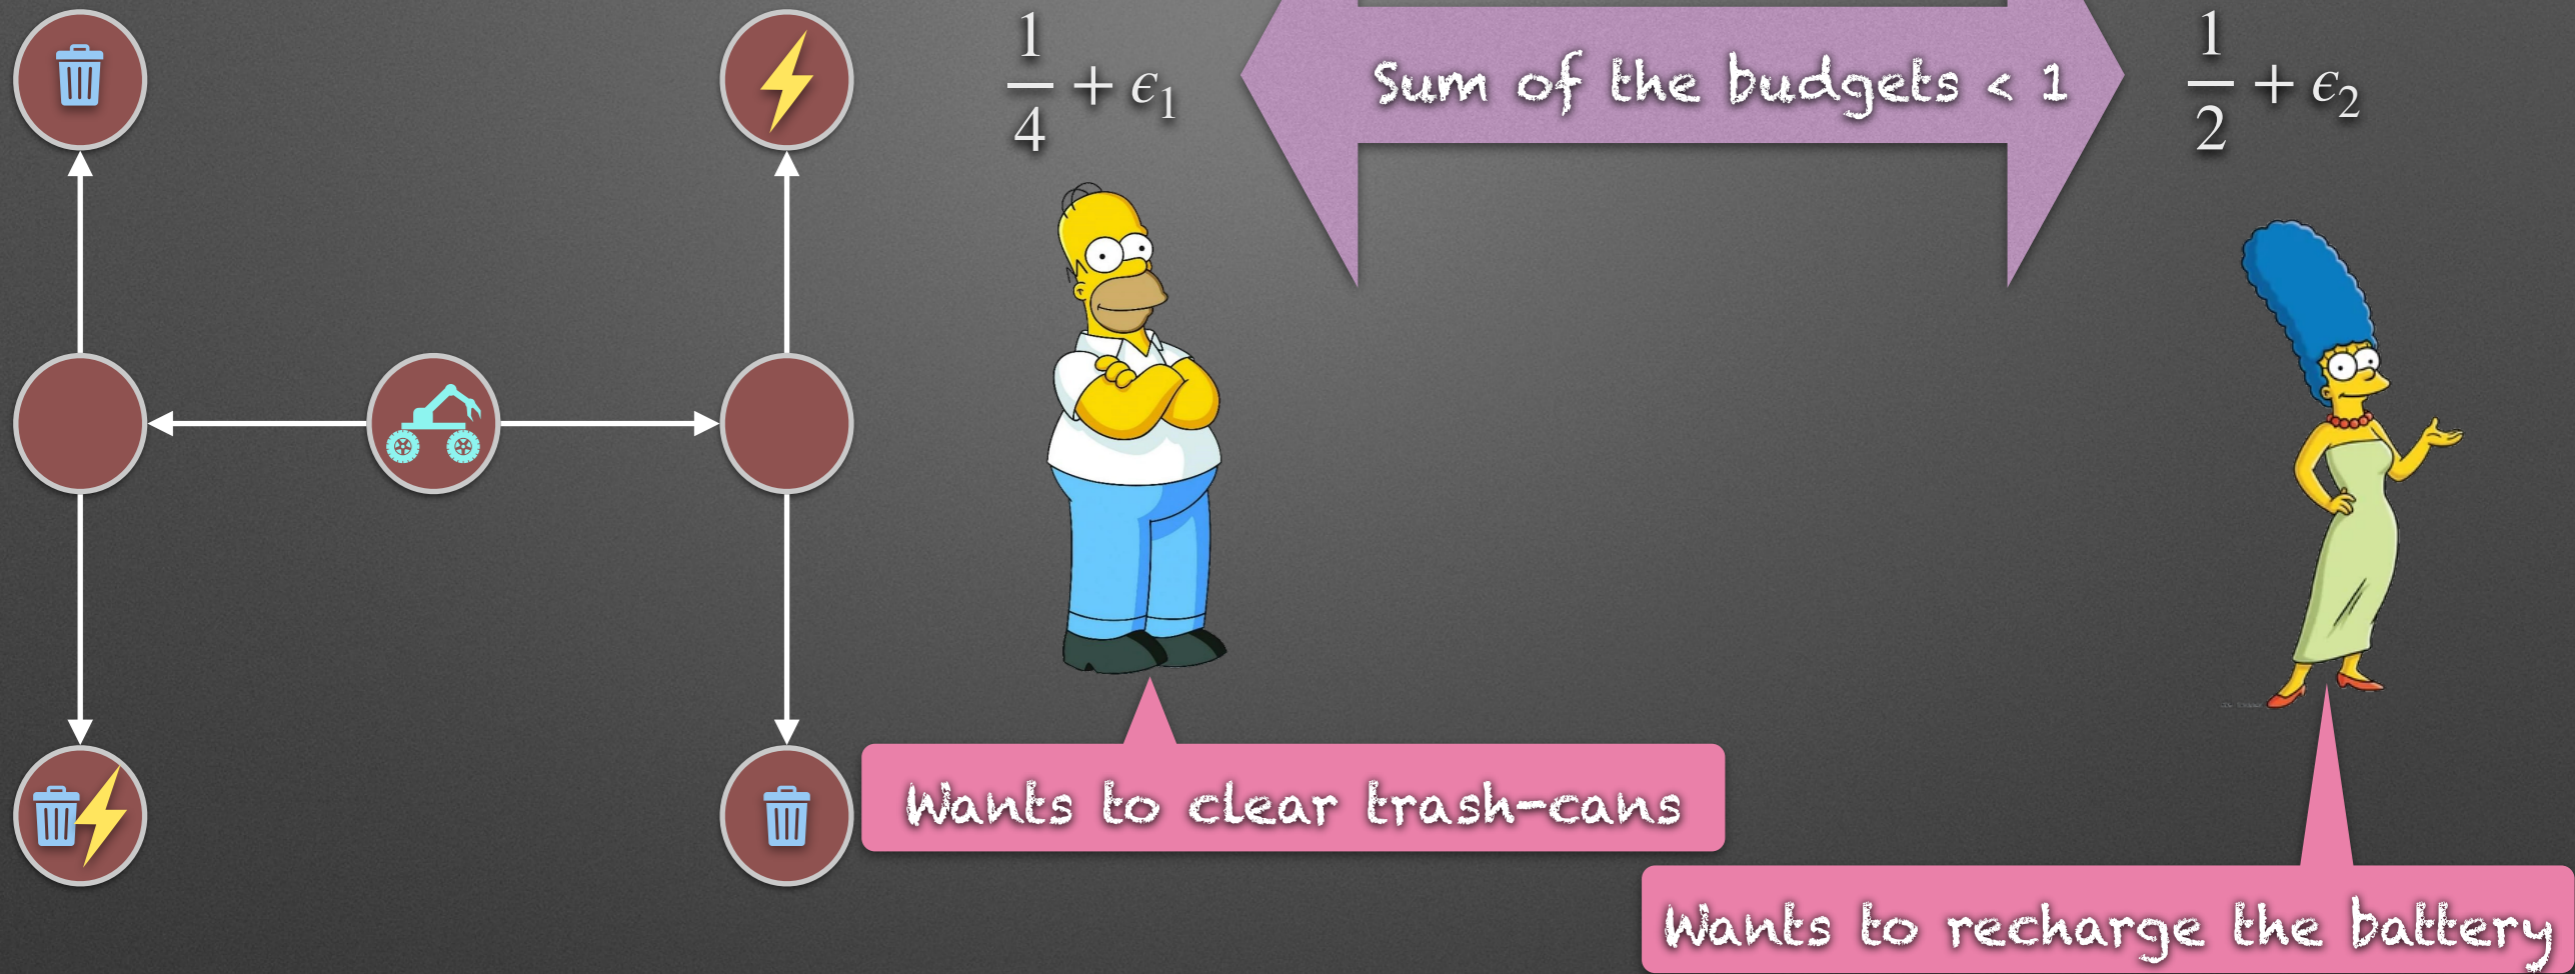 1/4 + ϵ₁
Sum of the budgets < 1
1/2 + ϵ₂
Wants to clear trash-cans
Wants to recharge the battery